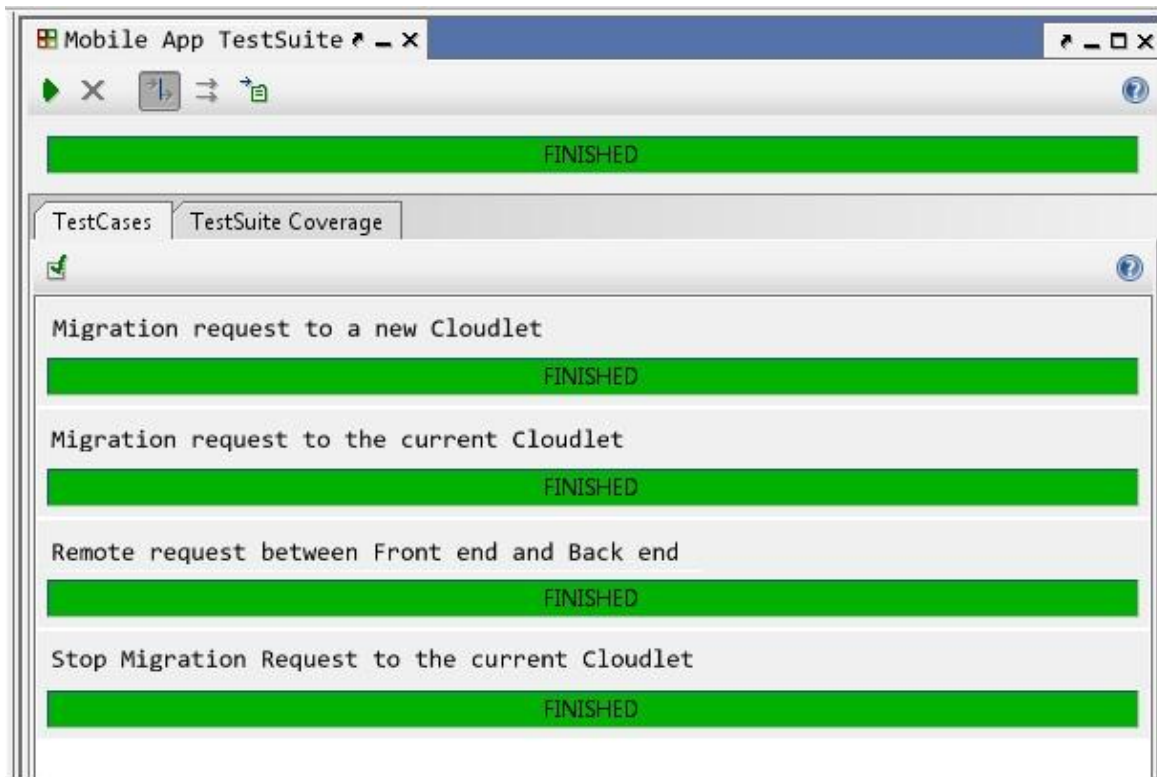 Mobile App TestSuite
FINISHED
TestCases
TestSuite Coverage
Migration request to a new Cloudlet
FINISHED
Migration request to the current Cloudlet
FINISHED
Remote request between Front end and Back end
FINISHED
Stop Migration Request to the current Cloudlet
FINISHED